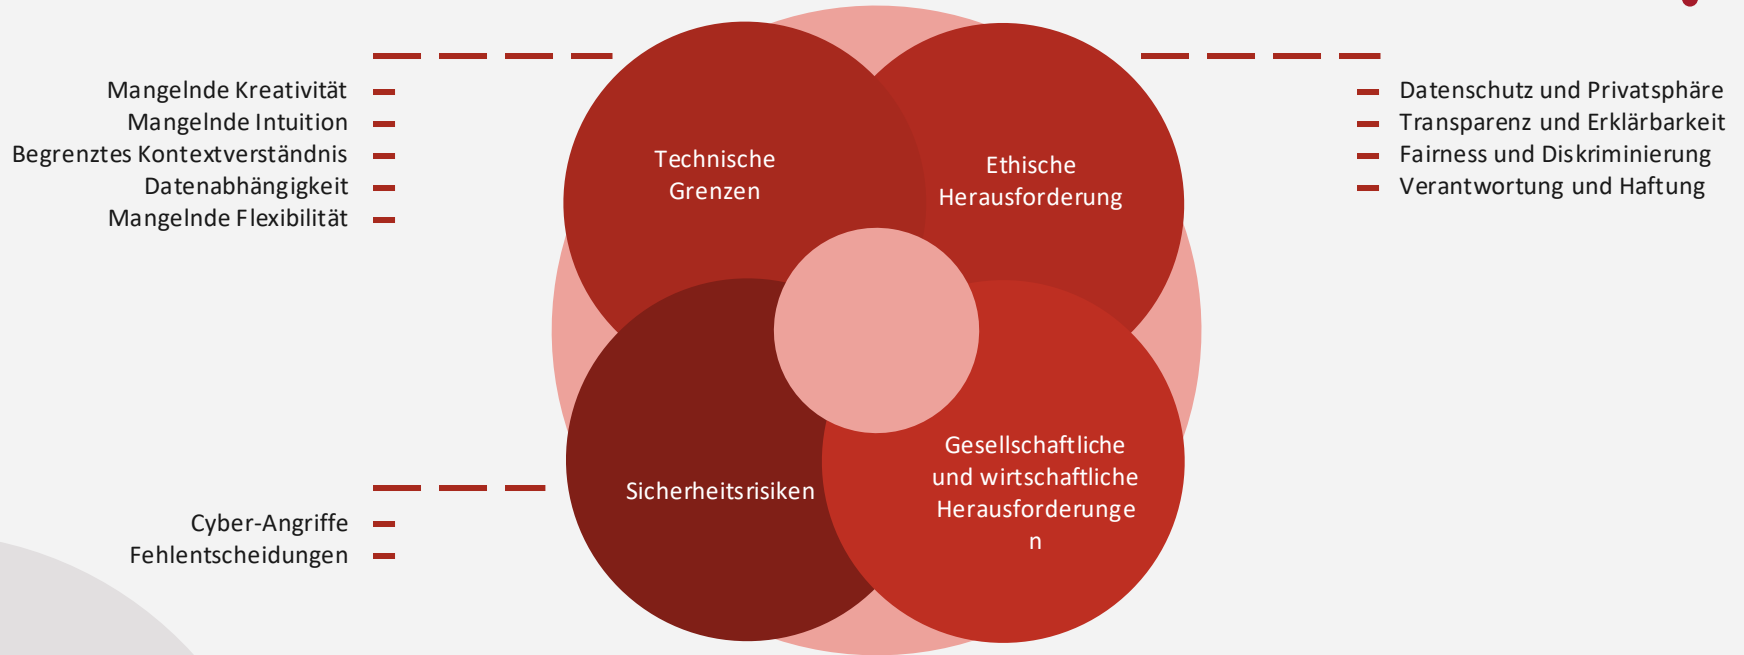 Mangelnde Kreativität
Mangelnde Intuition
Begrenztes Kontextverständnis
Datenabhängigkeit
Mangelnde Flexibilität
Technische
Grenzen
Ethische
Herausforderung
Datenschutz und Privatsphäre
Transparenz und Erklärbarkeit
Fairness und Diskriminierung
Verantwortung und Haftung
Cyber-Angriffe
Fehlentscheidungen
Sicherheitsrisiken
Gesellschaftliche
und wirtschaftliche
Herausforderunge
n